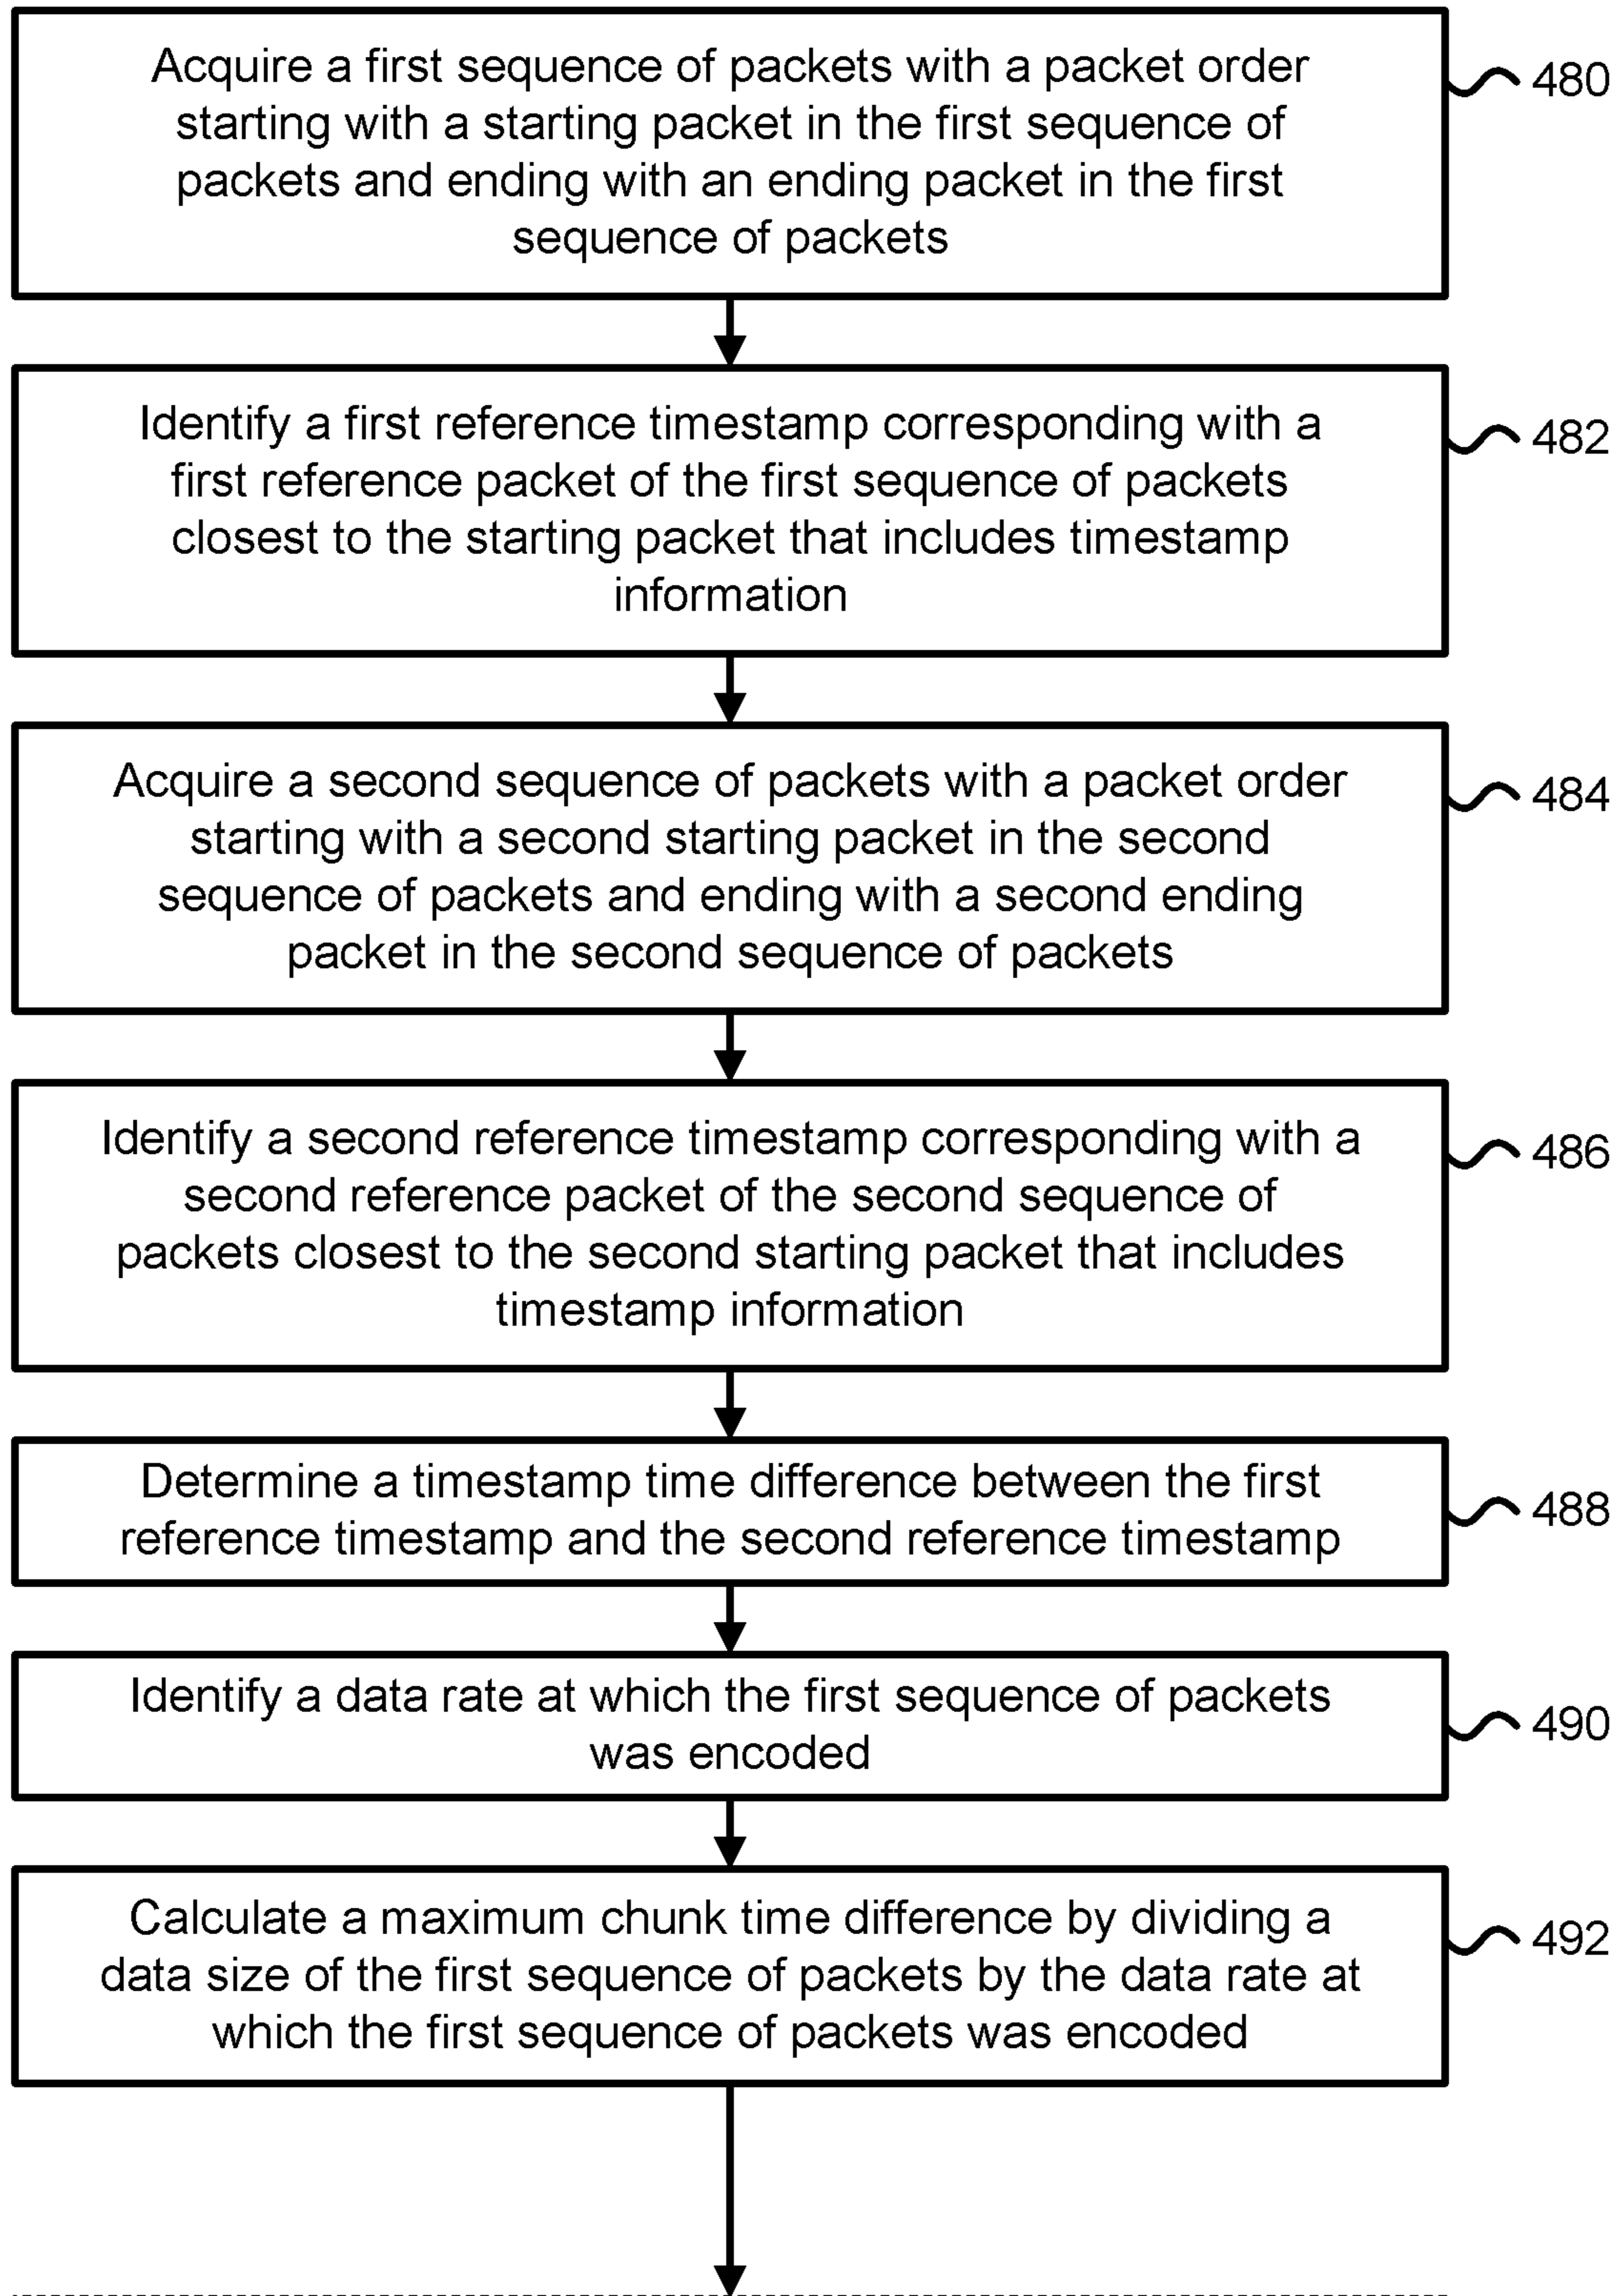 Acquire a first sequence of packets with a packet order
starting with a starting packet in the first sequence of
packets and ending with an ending packet in the first
sequence of packets
480
Identify a first reference timestamp corresponding with a
first reference packet of the first sequence of packets
closest to the starting packet that includes timestamp
information
482
Acquire a second sequence of packets with a packet order
starting with a second starting packet in the second
sequence of packets and ending with a second ending
packet in the second sequence of packets
484
Identify a second reference timestamp corresponding with a
second reference packet of the second sequence of
packets closest to the second starting packet that includes
timestamp information
486
Determine a timestamp time difference between the first
reference timestamp and the second reference timestamp
488
Identify a data rate at which the first sequence of packets
was encoded
490
Calculate a maximum chunk time difference by dividing a
data size of the first sequence of packets by the data rate at
which the first sequence of packets was encoded
492